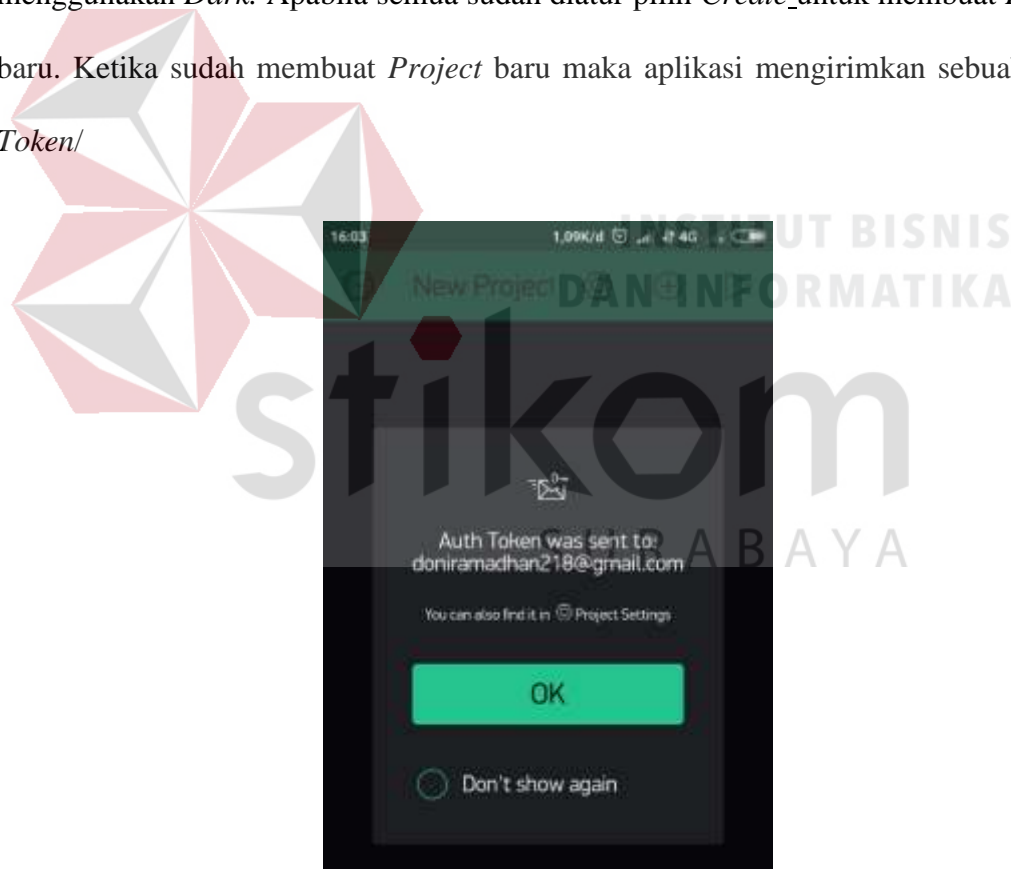 menggunakan Dark. Apabila semua sudah diatur pilih Create untuk membuat
baru. Ketika sudah membuat Project baru maka aplikasi mengirimkan
Token/
INSTITUT BISNIS
DAN INFORMATIKA
stikom
SURABAYA
16:03 1,09K/d 4G
New Project
Auth Token was sent to:
doniramadhan218@gmail.com
You can also find it in Project Settings
OK
Don't show again